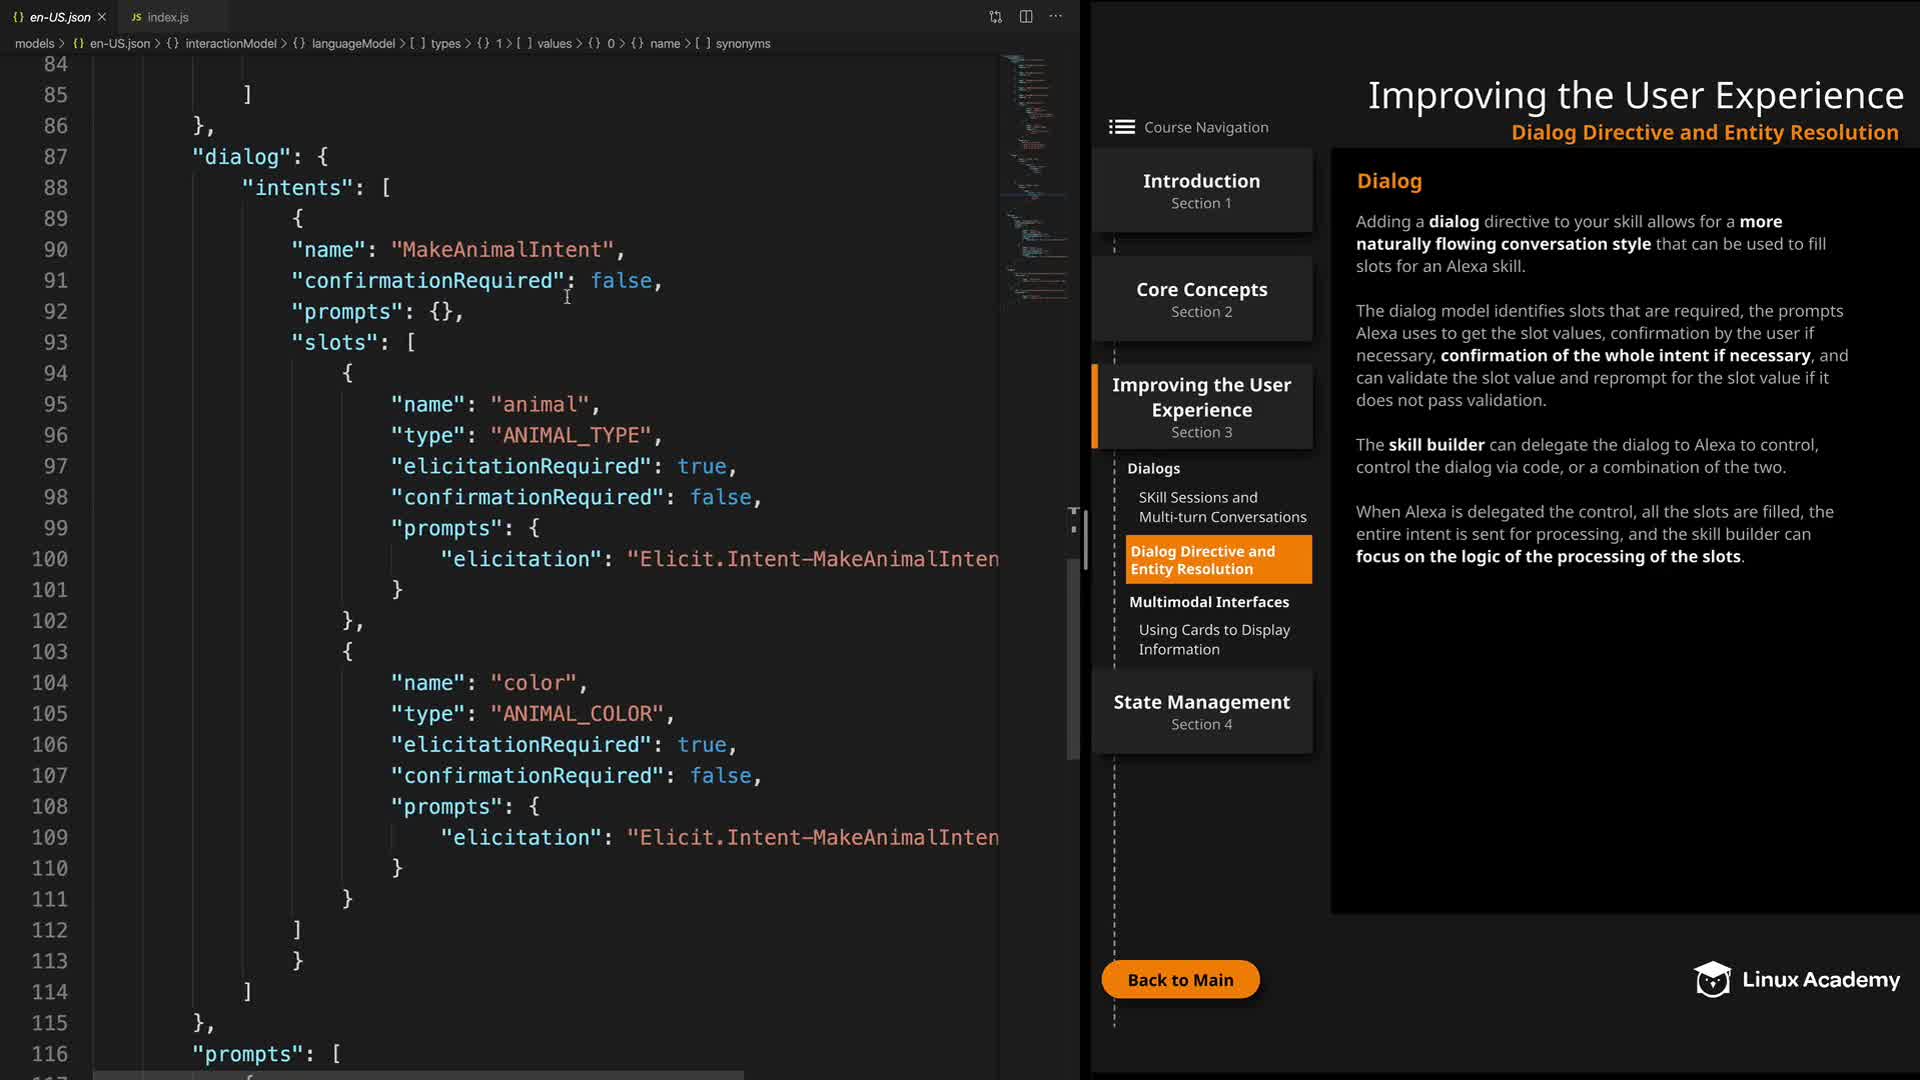 {} en-US.json ×
JS index.js
models > {} en-US.json > {} interactionModel > {} languageModel > [ ] types > {} 1 > [ ] values > {} 0 > {} name > [ ] synonyms
84
85 ]
86 },
87 "dialog": {
88 "intents": [
89 {
90 "name": "MakeAnimalIntent",
91 "confirmationRequired": false,
92 "prompts": {},
93 "slots": [
94 {
95 "name": "animal",
96 "type": "ANIMAL_TYPE",
97 "elicitationRequired": true,
98 "confirmationRequired": false,
99 "prompts": {
100 "elicitation": "Elicit.Intent-MakeAnimalInten
101 }
102 },
103 {
104 "name": "color",
105 "type": "ANIMAL_COLOR",
106 "elicitationRequired": true,
107 "confirmationRequired": false,
108 "prompts": {
109 "elicitation": "Elicit.Intent-MakeAnimalInten
110 }
111 }
112 ]
113 }
114 ]
115 },
116 "prompts": [
Improving the User Experience
Dialog Directive and Entity Resolution
Course Navigation
Introduction
Section 1
Core Concepts
Section 2
Improving the User
Experience
Section 3
Dialogs
SKill Sessions and
Multi-turn Conversations
Dialog Directive and
Entity Resolution
Multimodal Interfaces
Using Cards to Display
Information
State Management
Section 4
Back to Main
Dialog
Adding a dialog directive to your skill allows for a more
naturally flowing conversation style that can be used to fill
slots for an Alexa skill.
The dialog model identifies slots that are required, the prompts
Alexa uses to get the slot values, confirmation by the user if
necessary, confirmation of the whole intent if necessary, and
can validate the slot value and reprompt for the slot value if it
does not pass validation.
The skill builder can delegate the dialog to Alexa to control,
control the dialog via code, or a combination of the two.
When Alexa is delegated the control, all the slots are filled, the
entire intent is sent for processing, and the skill builder can
focus on the logic of the processing of the slots.
Linux Academy